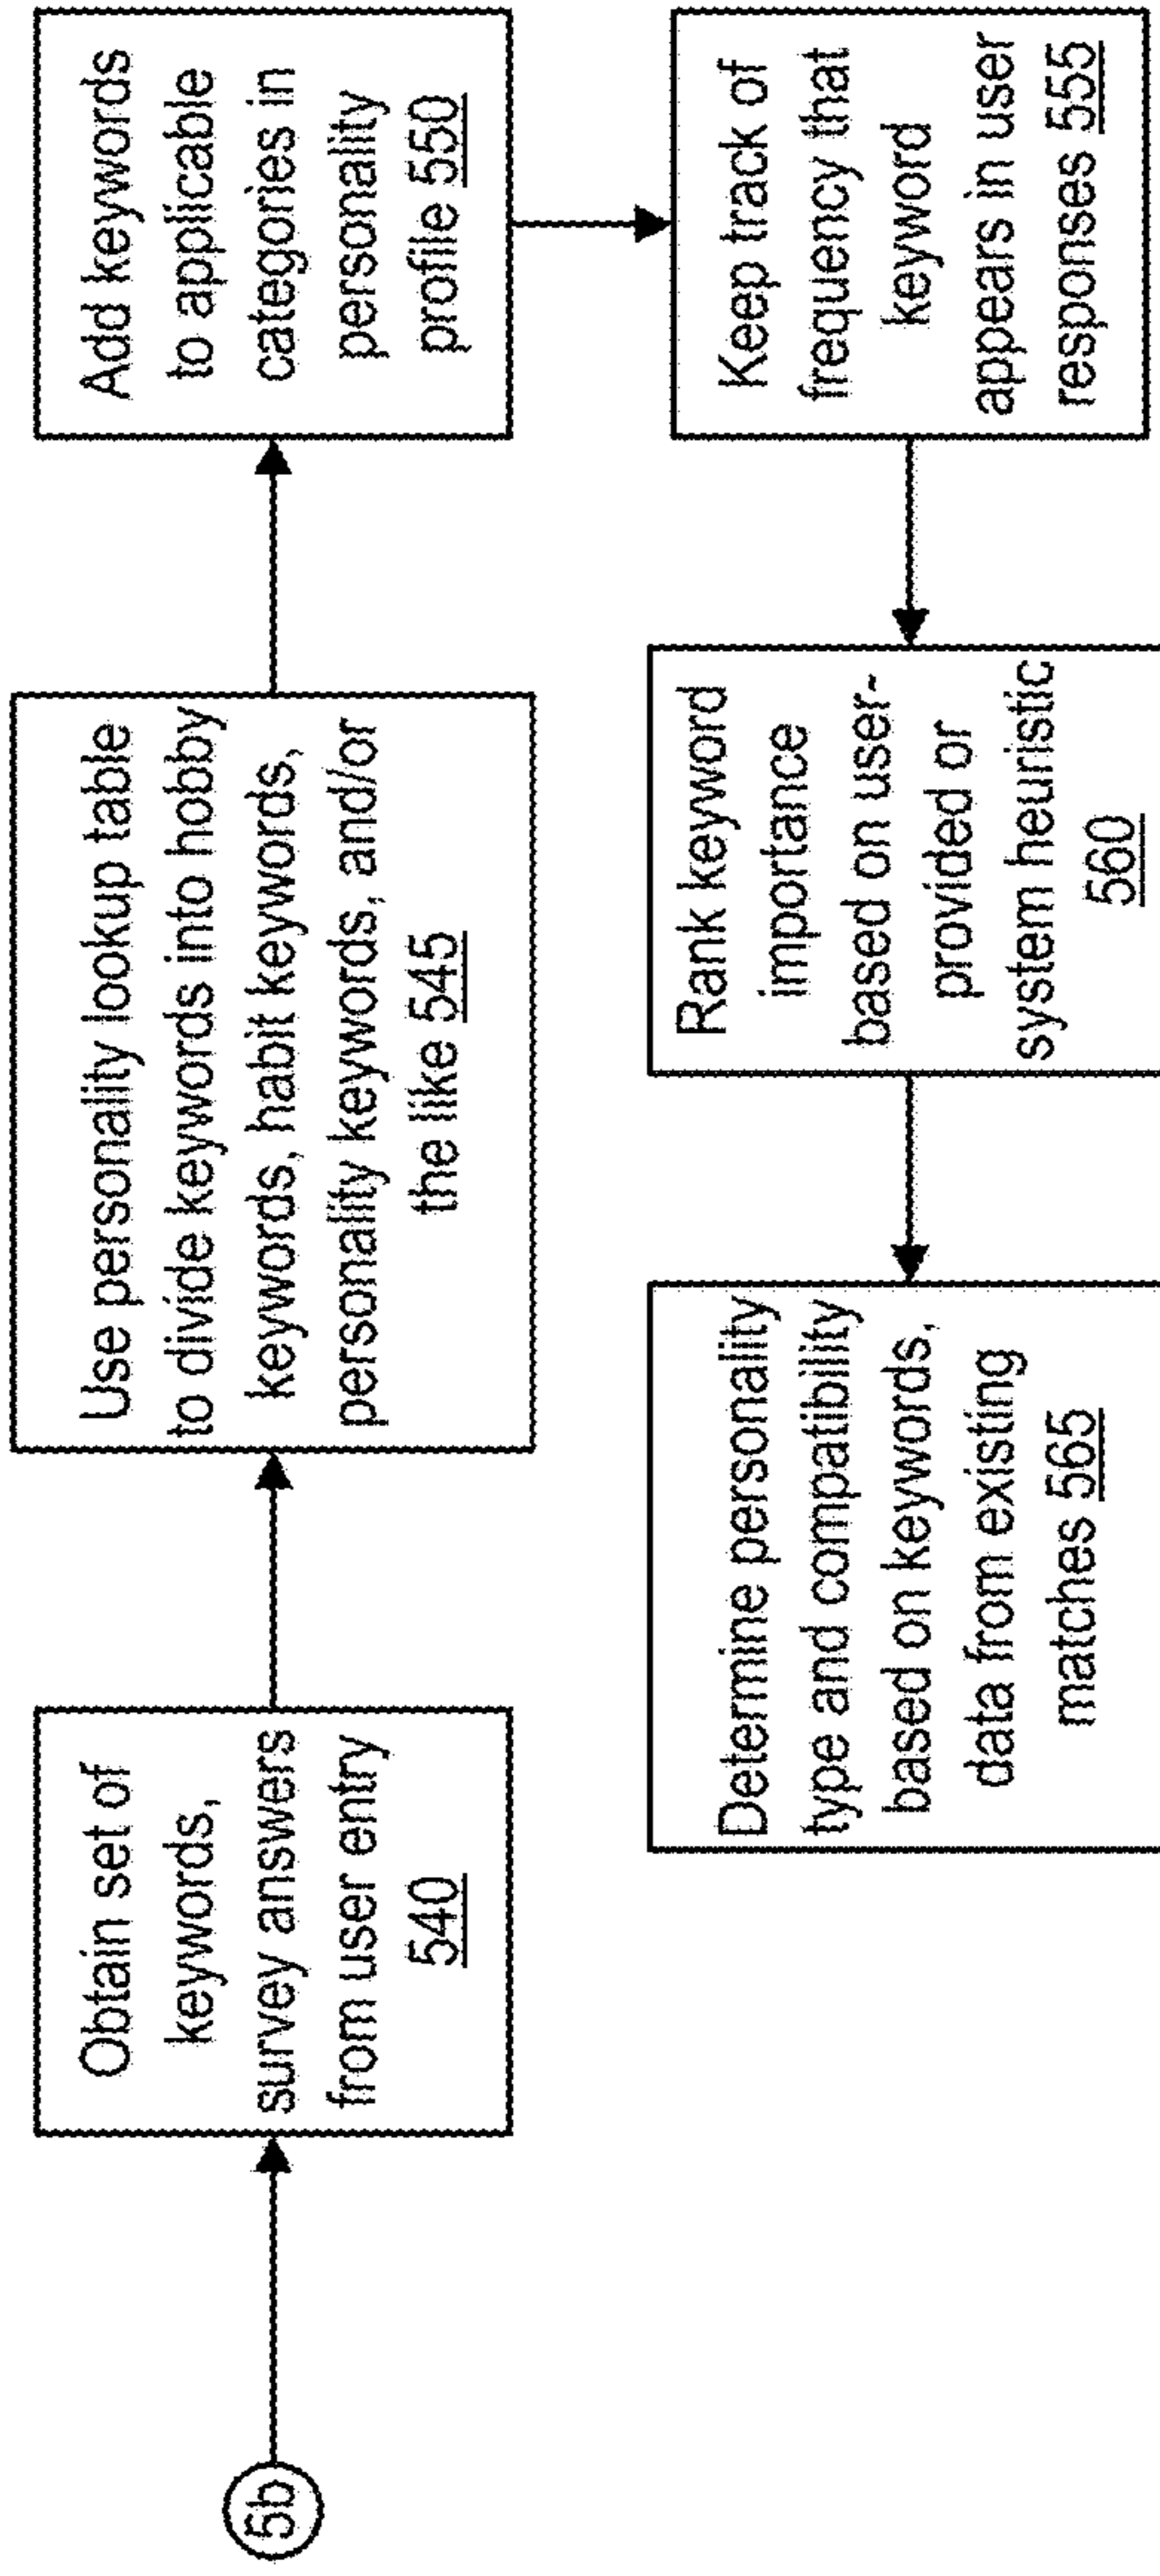 5b
Obtain set of
keywords,
survey answers
from user entry
540
Use personality lookup table
to divide keywords into hobby
keywords, habit keywords,
personality keywords, and/or
the like 545
Add keywords
to applicable
categories in
personality
profile 550
Keep track of
frequency that
keyword
appears in user
responses 555
Rank keyword
importance
based on user-
provided or
system heuristic
560
Determine personality
type and compatibility
based on keywords,
data from existing
matches 565